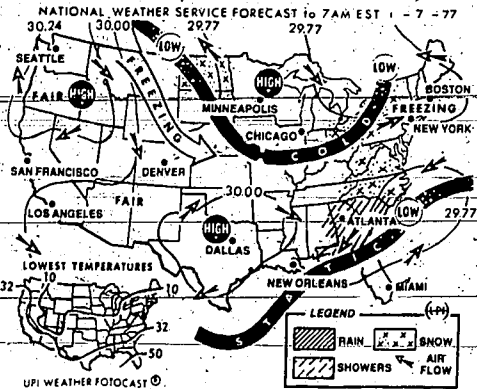 NATIONAL WEATHER SERVICE FORECAST to 7AM EST 1 - 7 - 77
30.24 30.00 29.77 29.77
LOW
SEATTLE
LOW
HIGH
BOSTON
FAIR
HIGH
FREEZING
MINNEAPOLIS
FREEZING
NEW YORK
CHICAGO
COLD
SAN FRANCISCO
DENVER
30.00
LOS ANGELES
FAIR
ATLANTA
LOW
29.77
HIGH
DALLAS
LOWEST TEMPERATURES
NEW ORLEANS
STATIC
MIAMI
32 10 10
32
50
LEGEND
(UPI)
RAIN
SNOW
SHOWERS
AIR FLOW
UPI WEATHER FOTOCAST ®